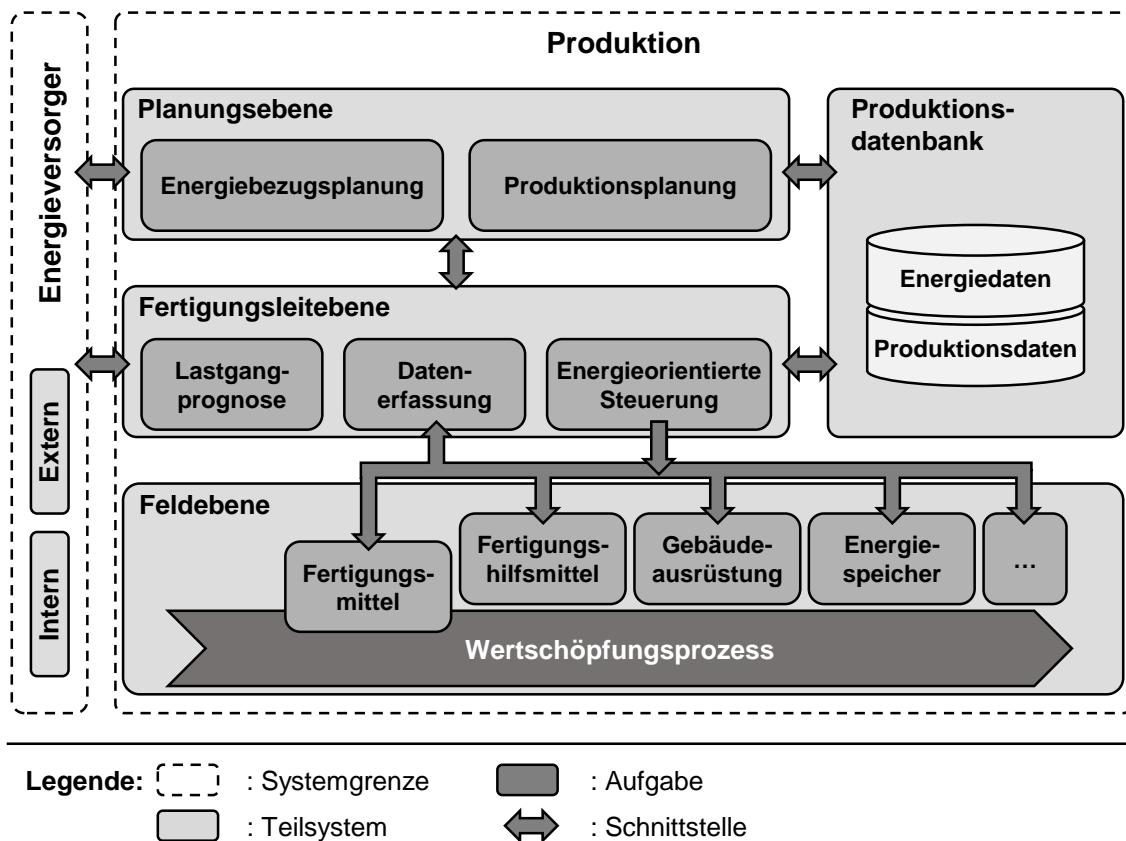 Energieversorger
Extern
Intern
Produktion
Planungsebene
Energiebezugsplanung
Produktionsplanung
Produktions-
datenbank
Energiedaten
Produktionsdaten
Fertigungsleitebene
Lastgang-
prognose
Daten-
erfassung
Energieorientierte
Steuerung
Feldebene
Fertigungs-
mittel
Fertigungs-
hilfsmittel
Gebäude-
ausrüstung
Energie-
speicher
...
Wertschöpfungsprozess
Legende:
: Systemgrenze
: Aufgabe
: Teilsystem
: Schnittstelle